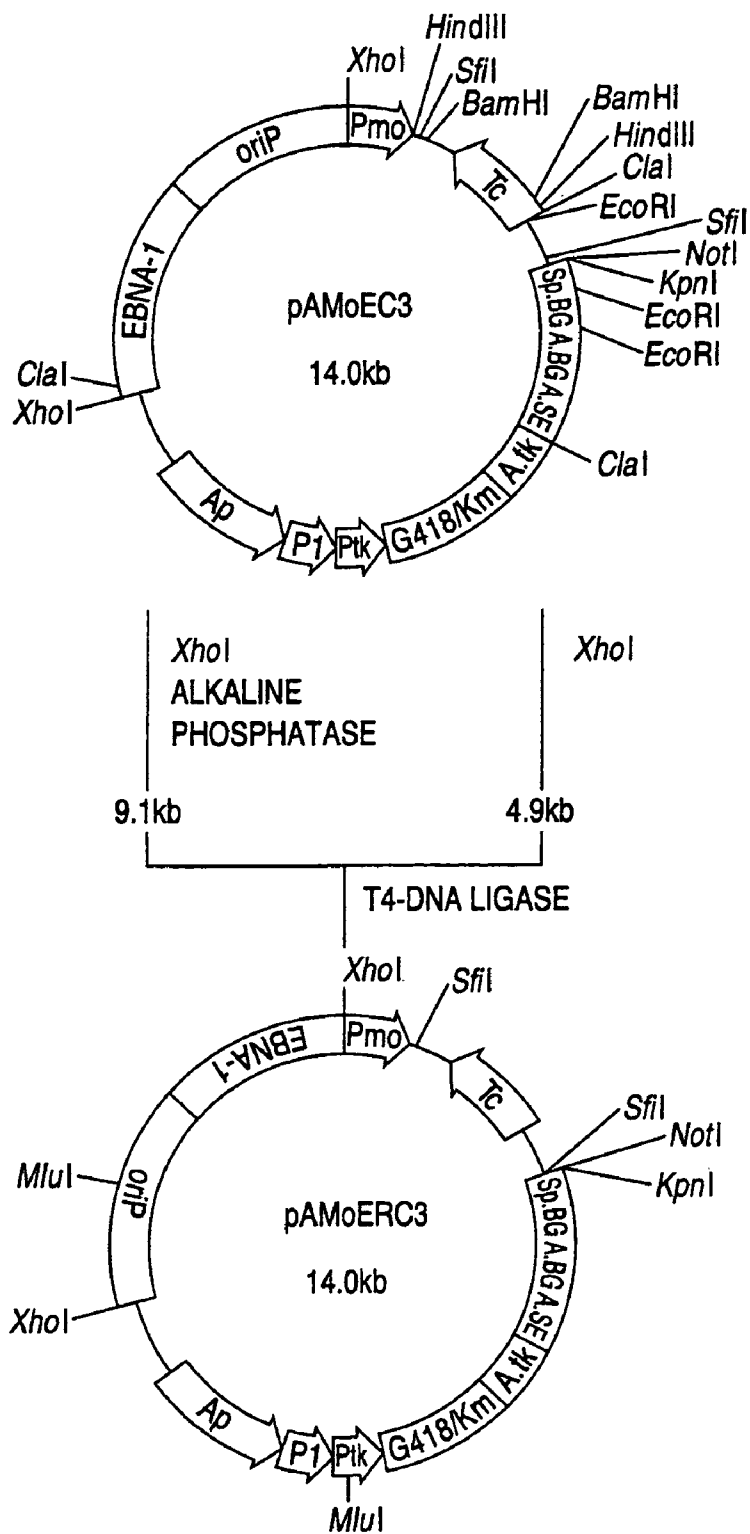 HindIII
XhoI
SfiI
BamHI
BamHI
HindIII
ClaI
EcoRI
SfiI
NotI
KpnI
EcoRI
EcoRI
ClaI
oriP
Pmo
Tc
EBNA-1
pAMoEC3
14.0kb
Sp.BG A.BG A.SE
ClaI
XhoI
A.tk
Ap
P1
Ptk
G418/Km
XhoI
ALKALINE
PHOSPHATASE
XhoI
9.1kb
4.9kb
T4-DNA LIGASE
XhoI
SfiI
EBNA-1
Pmo
Tc
SfiI
NotI
KpnI
MluI
oriP
pAMoERC3
14.0kb
Sp.BG A.BG A.SE
XhoI
A.tk
Ap
P1
Ptk
G418/Km
MluI